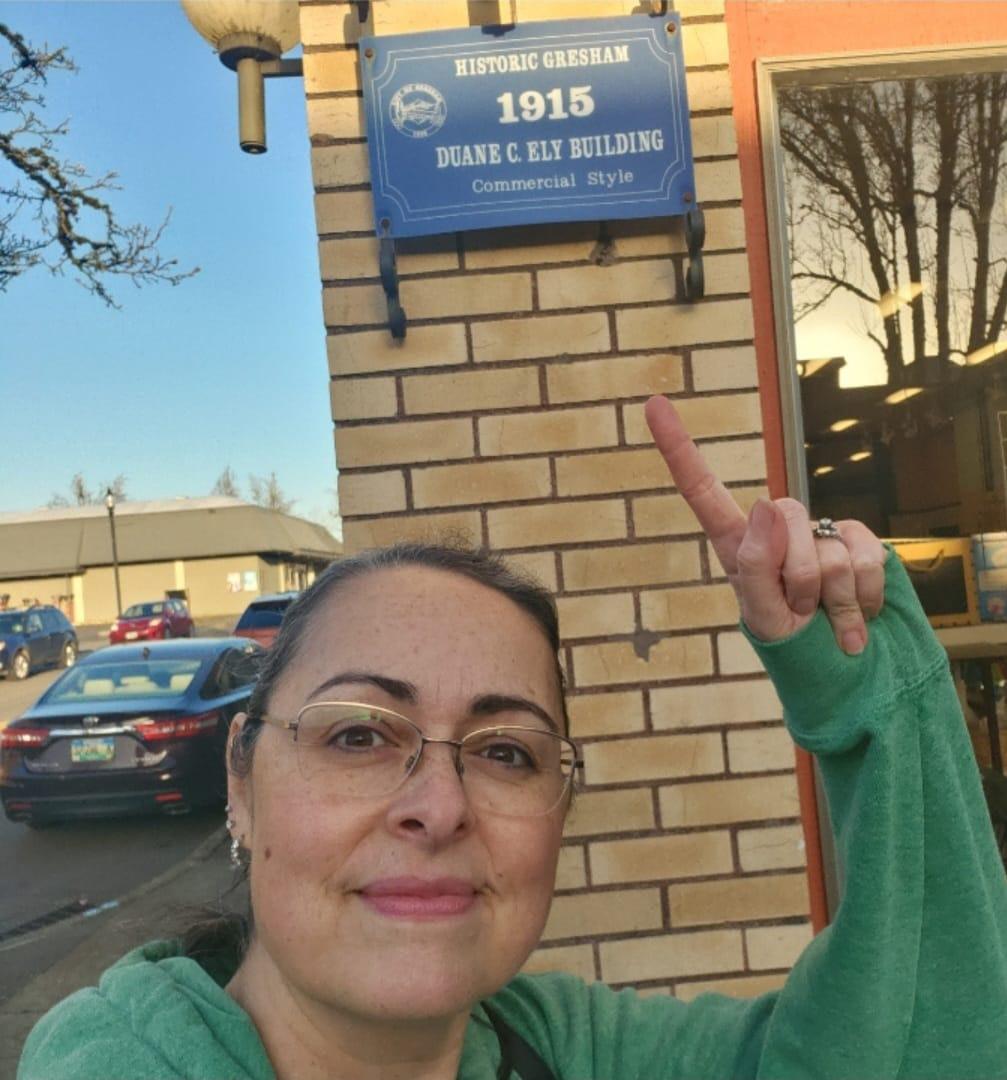 HISTORIC GRESHAM
1915
DUANE C. ELY BUILDING
Commercial Style